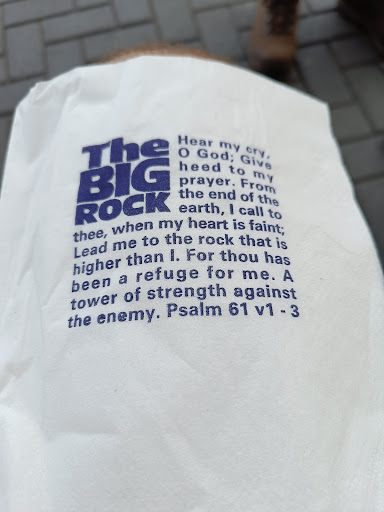 The
BIG
ROCK
Hear my cry,
O God; Give
heed to my
prayer. From
the end of the
earth, I call to
thee, when my heart is faint;
Lead me to the rock that is
higher than I. For thou has
been a refuge for me. A
tower of strength against
the enemy. Psalm 61 v1 - 3